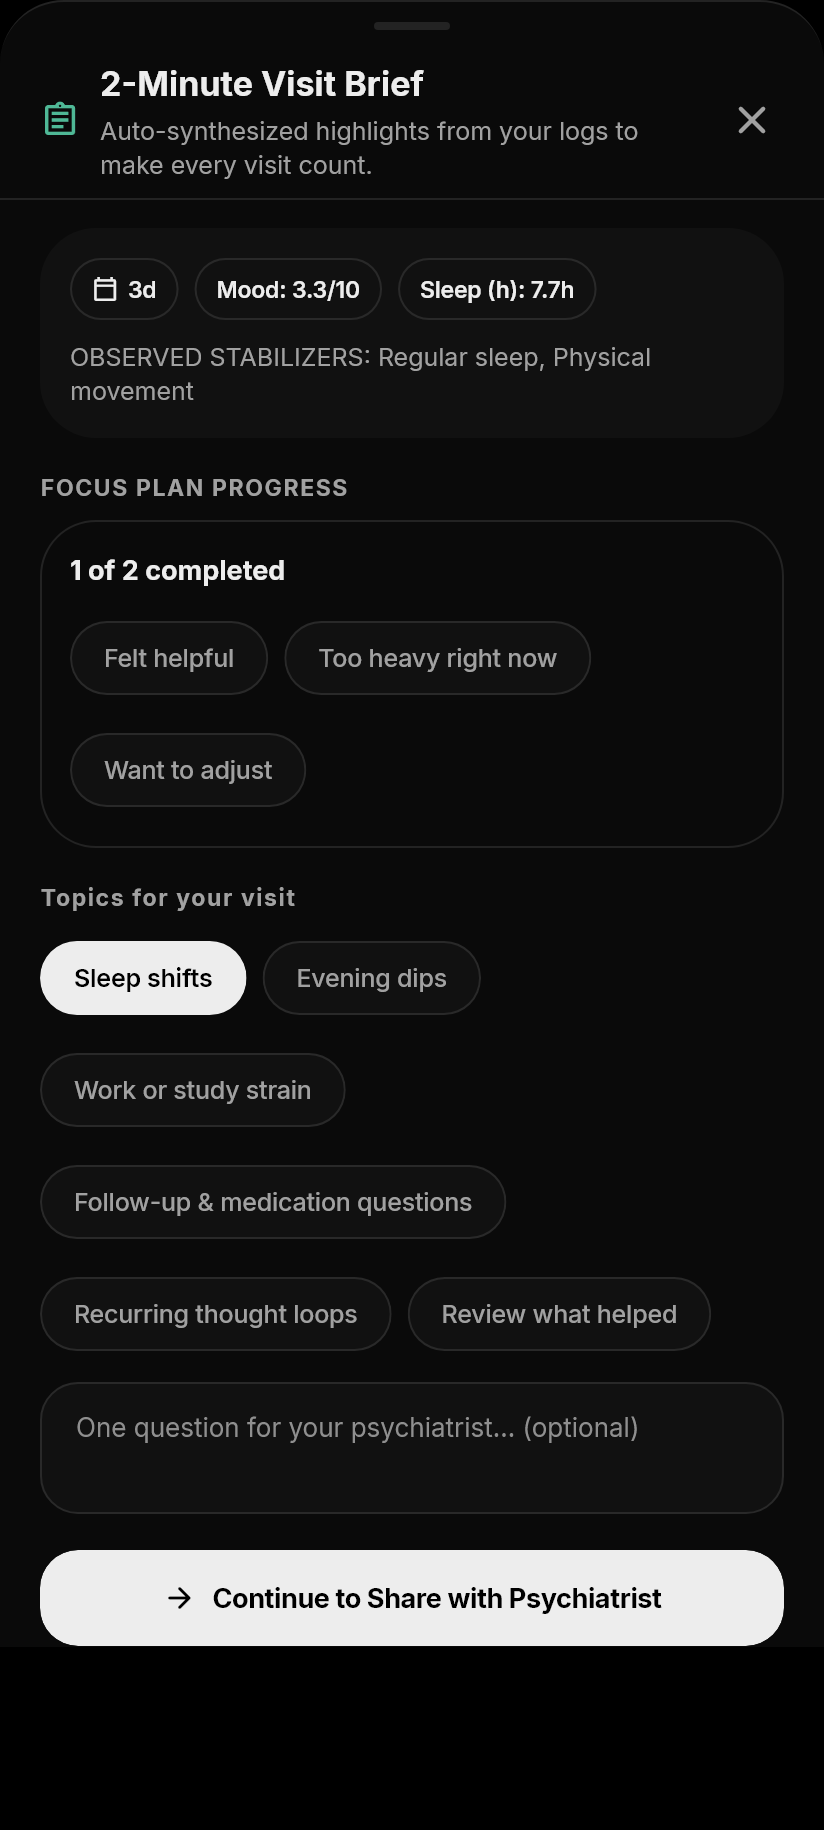 2-Minute Visit Brief
Auto-synthesized highlights from your logs to
make every visit count.
3d
Mood: 3.3/10
Sleep (h): 7.7h
OBSERVED STABILIZERS: Regular sleep, Physical
movement
FOCUS PLAN PROGRESS
1 of 2 completed
Felt helpful
Too heavy right now
Want to adjust
Topics for your visit
Sleep shifts
Evening dips
Work or study strain
Follow-up & medication questions
Recurring thought loops
Review what helped
One question for your psychiatrist... (optional)
Continue to Share with Psychiatrist